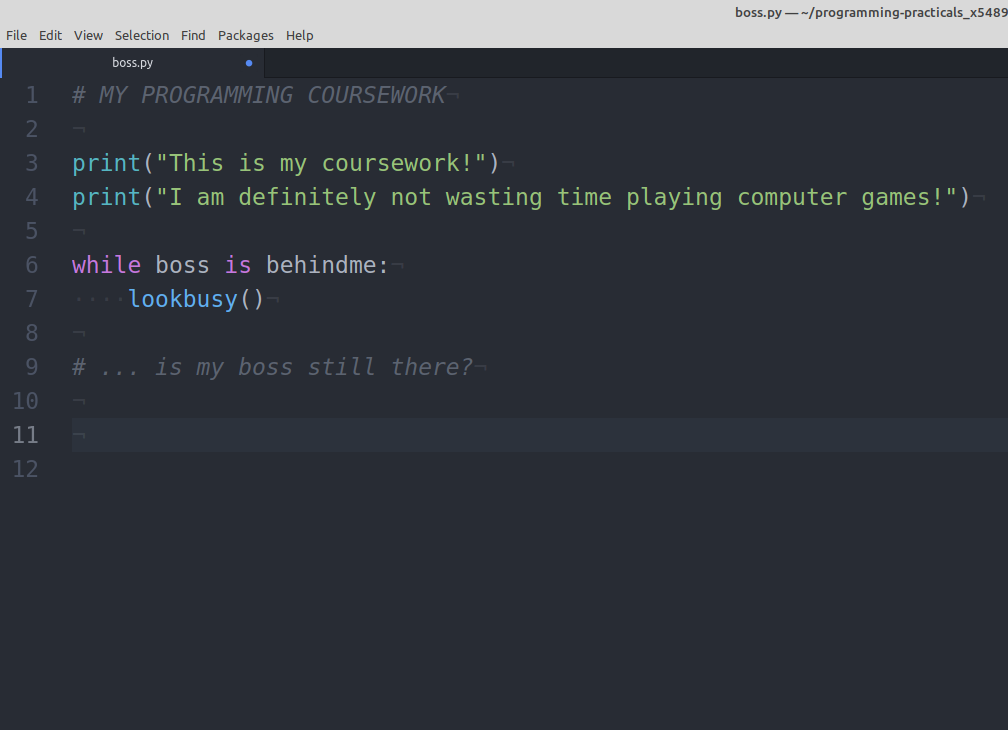 boss.py — ~/programming-practicals_x5489
File Edit View Selection Find Packages Help
boss.py
1 # MY PROGRAMMING COURSEWORK¬
2 ¬
3 print("This is my coursework!")¬
4 print("I am definitely not wasting time playing computer games!")¬
5 ¬
6 while boss is behindme:¬
7 ····lookbusy()¬
8 ¬
9 # ... is my boss still there?¬
10 ¬
11 ¬
12